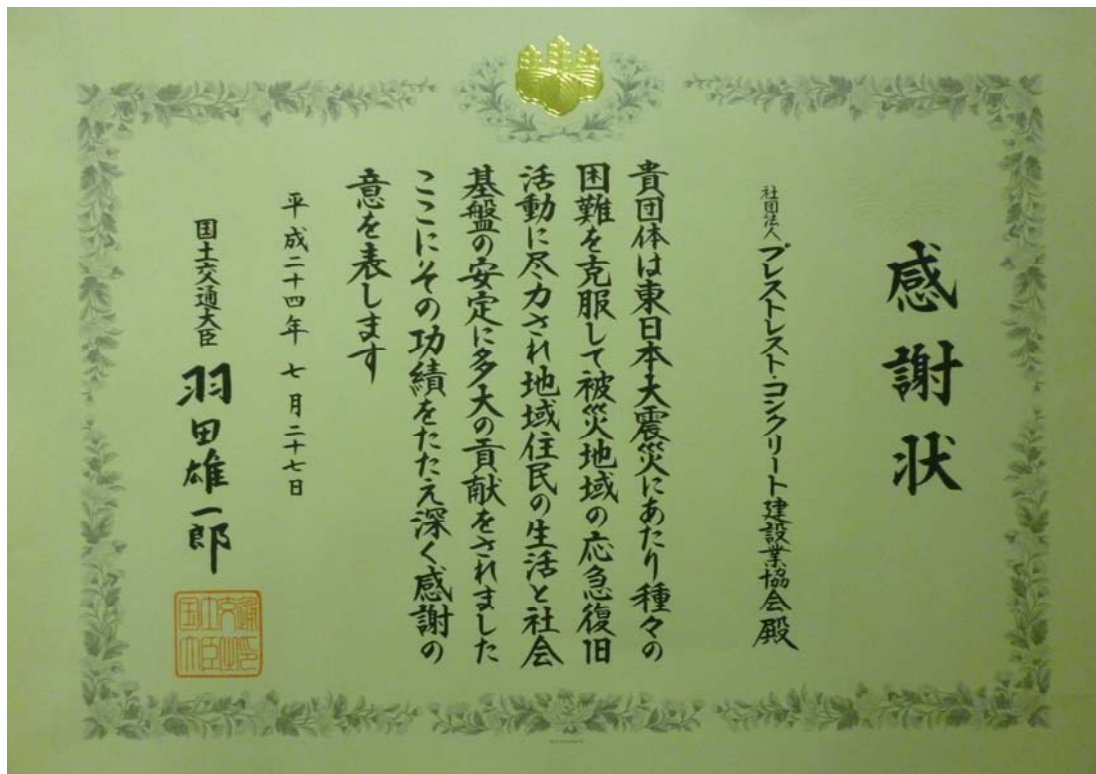 感謝状
社団法人 プレストレスト・コンクリート建設業協会 殿
貴団体は東日本大震災にあたり種々の
困難を克服して被災地域の応急復旧
活動に尽力され地域住民の生活と社会
基盤の安定に多大の貢献をされました
ここにその功績をたたえ深く感謝の
意を表します
平成二十四年 七月二十七日
国土交通大臣 羽田雄一郎